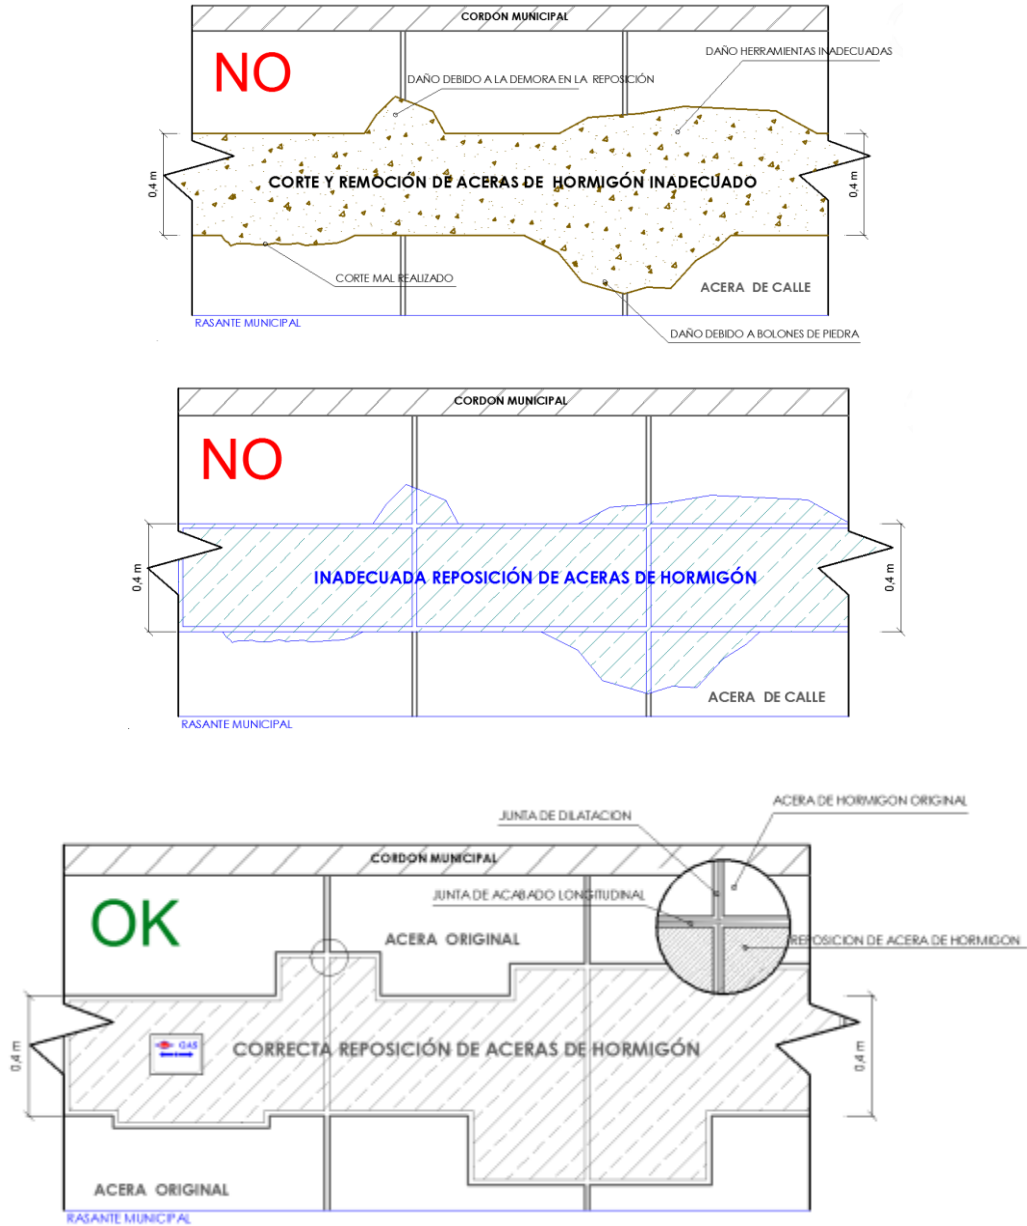 CORDON MUNICIPAL
NO
DAÑO HERRAMIENTAS INADECUADAS
DAÑO DEBIDO A LA DEMORA EN LA REPOSICIÓN
0,4 m
CORTE Y REMOCIÓN DE ACERAS DE HORMIGÓN INADECUADO
0,4 m
CORTE MAL REALIZADO
ACERA DE CALLE
RASANTE MUNICIPAL
DAÑO DEBIDO A BOLONES DE PIEDRA
CORDON MUNICIPAL
NO
0,4 m
INADECUADA REPOSICIÓN DE ACERAS DE HORMIGÓN
0,4 m
ACERA DE CALLE
RASANTE MUNICIPAL
ACERA DE HORMIGON ORIGINAL
JUNTA DE DILATACION
CORDON MUNICIPAL
JUNTA DE ACABADO LONGITUDINAL
OK
ACERA ORIGINAL
REPOSICION DE ACERA DE HORMIGON
0,4 m
GAS
CORRECTA REPOSICIÓN DE ACERAS DE HORMIGÓN
0,4 m
ACERA ORIGINAL
RASANTE MUNICIPAL